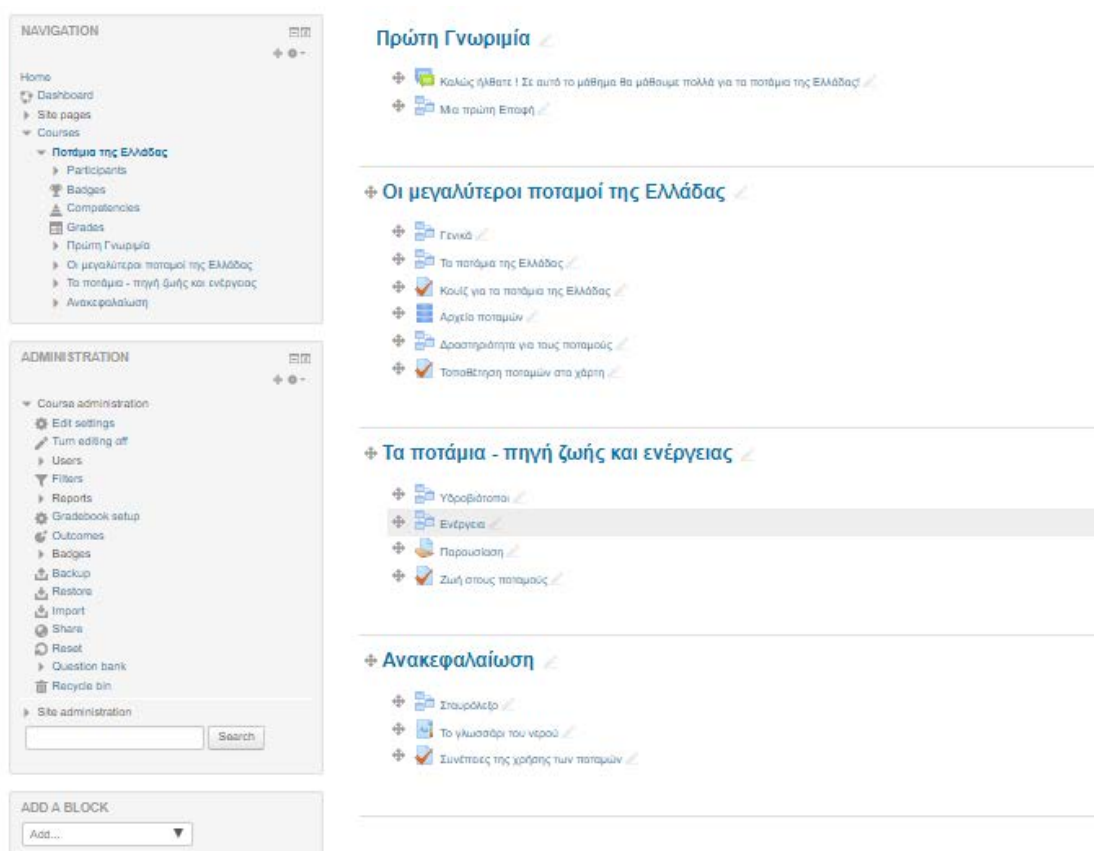 NAVIGATION
Home
Dashboard
Site pages
Courses
Ποτάμια της Ελλάδας
Participants
Badges
Competencies
Grades
Πρώτη Γνωριμία
Οι μεγαλύτεροι ποταμοί της Ελλάδας
Τα ποτάμια - πηγή ζωής και ενέργειας
Ανακεφαλαίωση
ADMINISTRATION
Course administration
Edit settings
Turn editing off
Users
Filters
Reports
Gradebook setup
Outcomes
Badges
Backup
Restore
Import
Share
Reset
Question bank
Recycle bin
Site administration
Search
ADD A BLOCK
Add...
Πρώτη Γνωριμία
Καλώς ήλθατε ! Σε αυτό το μάθημα θα μάθουμε πολλά για τα ποτάμια της Ελλάδας!
Μια πρώτη Επαφή
Οι μεγαλύτεροι ποταμοί της Ελλάδας
Γενικά
Τα ποτάμια της Ελλάδας
Κουίζ για τα ποτάμια της Ελλάδας
Αρχείο ποταμών
Δραστηριότητα για τους ποταμούς
Τοποθέτηση ποταμών στο χάρτη
Τα ποτάμια - πηγή ζωής και ενέργειας
Υδροβιότοποι
Ενέργεια
Παρουσίαση
Ζωή στους ποταμούς
Ανακεφαλαίωση
Σταυρόλεξο
Το γλωσσάρι του νερού
Συνέπειες της χρήσης των ποταμών